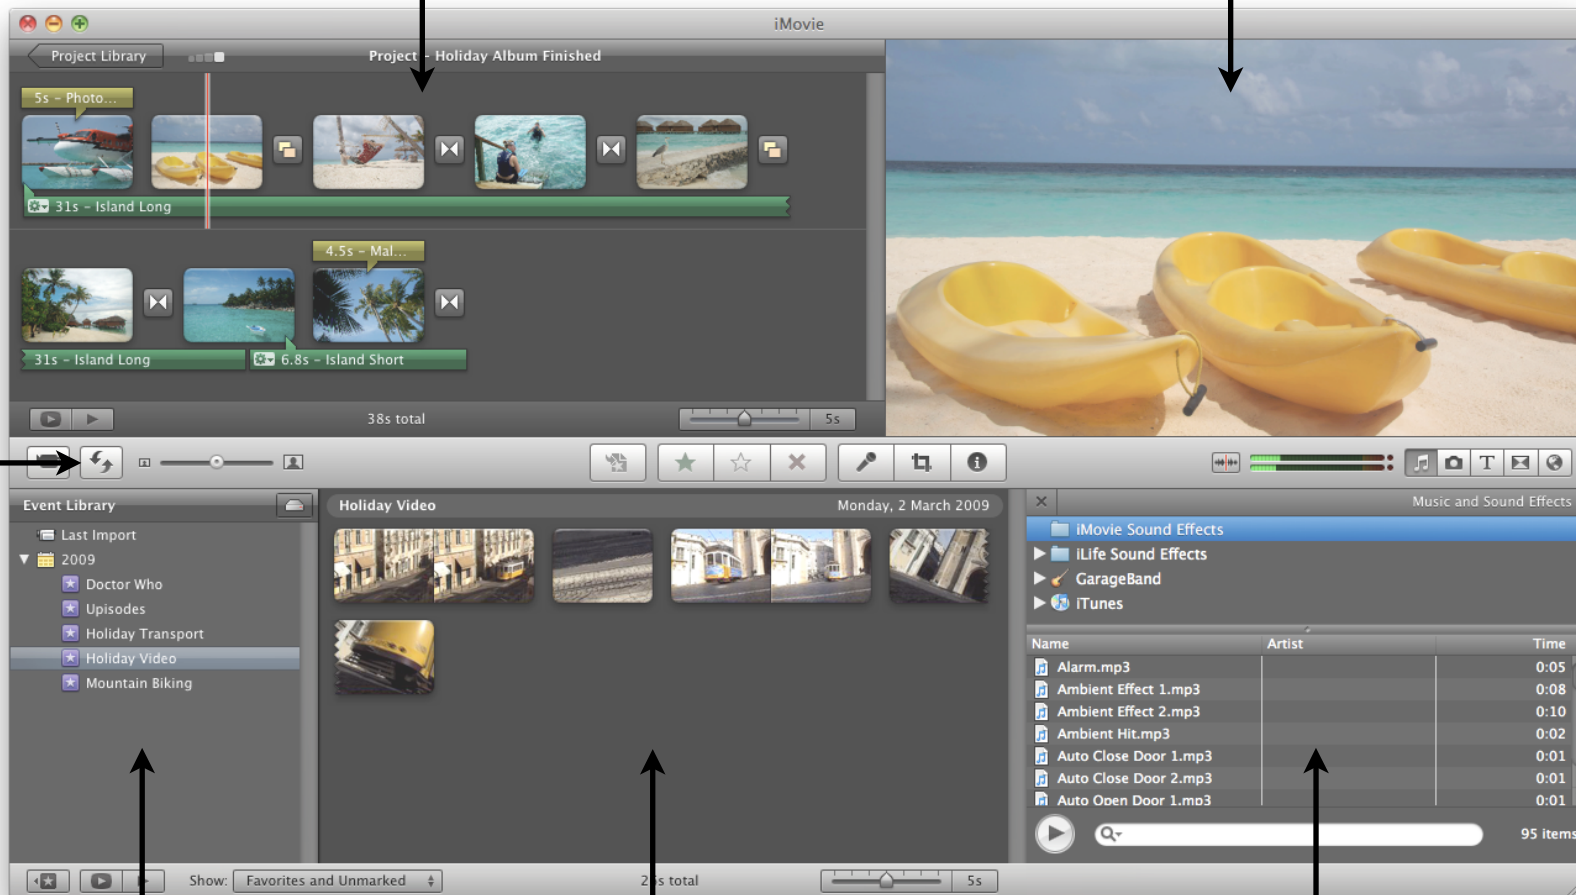 iMovie
Project Library
Project - Holiday Album Finished
5s – Photo...
31s – Island Long
4.5s – Mal...
31s – Island Long
6.8s – Island Short
38s total
5s
T
Event Library
Last Import
2009
Doctor Who
Upisodes
Holiday Transport
Holiday Video
Mountain Biking
Holiday Video
Monday, 2 March 2009
Music and Sound Effects
iMovie Sound Effects
iLife Sound Effects
GarageBand
iTunes
Name Artist Time
Alarm.mp3 0:05
Ambient Effect 1.mp3 0:08
Ambient Effect 2.mp3 0:10
Ambient Hit.mp3 0:02
Auto Close Door 1.mp3 0:01
Auto Close Door 2.mp3 0:01
Auto Open Door 1.mp3 0:01
95 items
Show: Favorites and Unmarked
total
5s